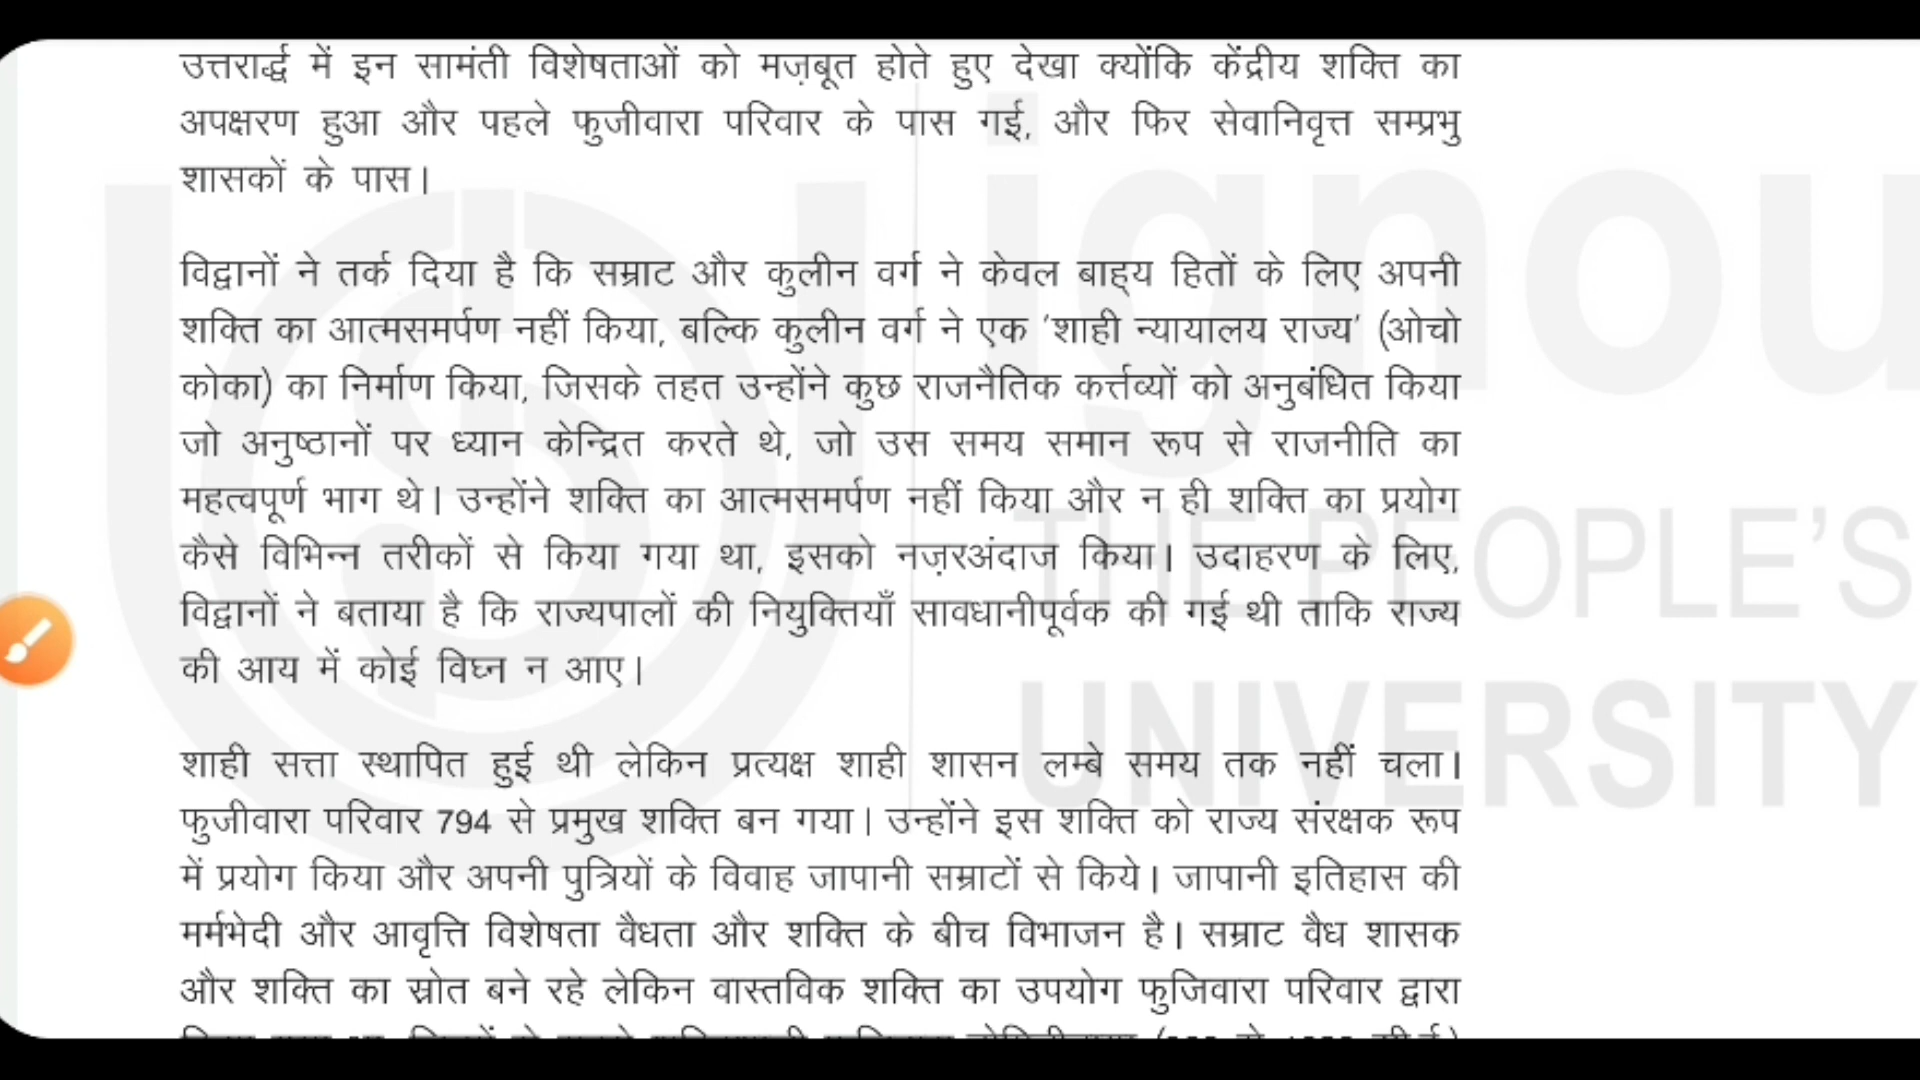 उत्तरार्द्ध में इन सामंती विशेषताओं को मज़बूत होते हुए देखा क्योंकि केंद्रीय शक्ति का
अपक्षरण हुआ और पहले फुजीवारा परिवार के पास गई, और फिर सेवानिवृत्त सम्प्रभु
शासकों के पास।
विद्वानों ने तर्क दिया है कि सम्राट और कुलीन वर्ग ने केवल बाह्य हितों के लिए अपनी
शक्ति का आत्मसमर्पण नहीं किया, बल्कि कुलीन वर्ग ने एक ‘शाही न्यायालय राज्य’ (ओचो
कोका) का निर्माण किया, जिसके तहत उन्होंने कुछ राजनैतिक कर्त्तव्यों को अनुबंधित किया
जो अनुष्ठानों पर ध्यान केन्द्रित करते थे, जो उस समय समान रूप से राजनीति का
महत्वपूर्ण भाग थे। उन्होंने शक्ति का आत्मसमर्पण नहीं किया और न ही शक्ति का प्रयोग
कैसे विभिन्न तरीकों से किया गया था, इसको नज़रअंदाज किया। उदाहरण के लिए,
विद्वानों ने बताया है कि राज्यपालों की नियुक्तियाँ सावधानीपूर्वक की गई थी ताकि राज्य
की आय में कोई विघ्न न आए।
शाही सत्ता स्थापित हुई थी लेकिन प्रत्यक्ष शाही शासन लम्बे समय तक नहीं चला।
फुजीवारा परिवार 794 से प्रमुख शक्ति बन गया। उन्होंने इस शक्ति को राज्य संरक्षक रूप
में प्रयोग किया और अपनी पुत्रियों के विवाह जापानी सम्राटों से किये। जापानी इतिहास की
मर्मभेदी और आवृत्ति विशेषता वैधता और शक्ति के बीच विभाजन है। सम्राट वैध शासक
और शक्ति का स्रोत बने रहे लेकिन वास्तविक शक्ति का उपयोग फुजिवारा परिवार द्वारा
ignou
THE PEOPLE’S
UNIVERSITY